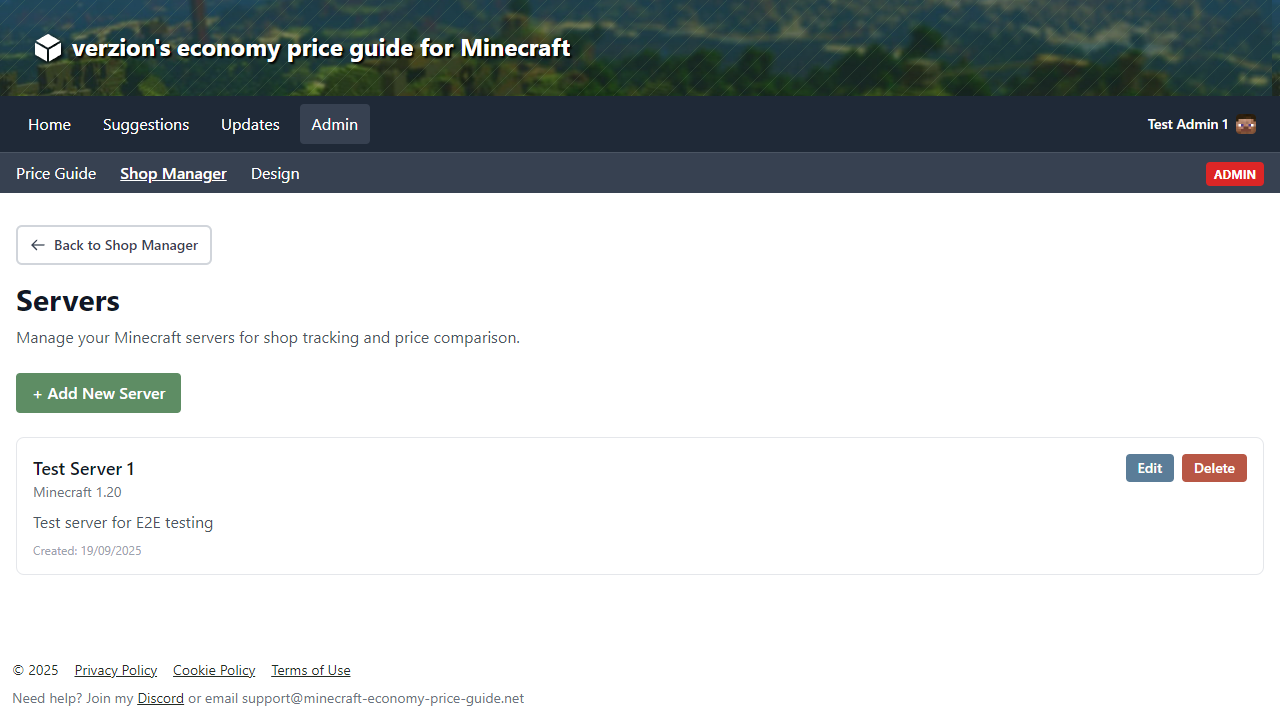 verzion's economy price guide for Minecraft
Home Suggestions Updates Admin Test Admin 1
Price Guide Shop Manager Design ADMIN
← Back to Shop Manager
Servers
Manage your Minecraft servers for shop tracking and price comparison.
+ Add New Server
Test Server 1 Edit Delete
Minecraft 1.20
Test server for E2E testing
Created: 19/09/2025
© 2025 Privacy Policy Cookie Policy Terms of Use
Need help? Join my Discord or email support@minecraft-economy-price-guide.net